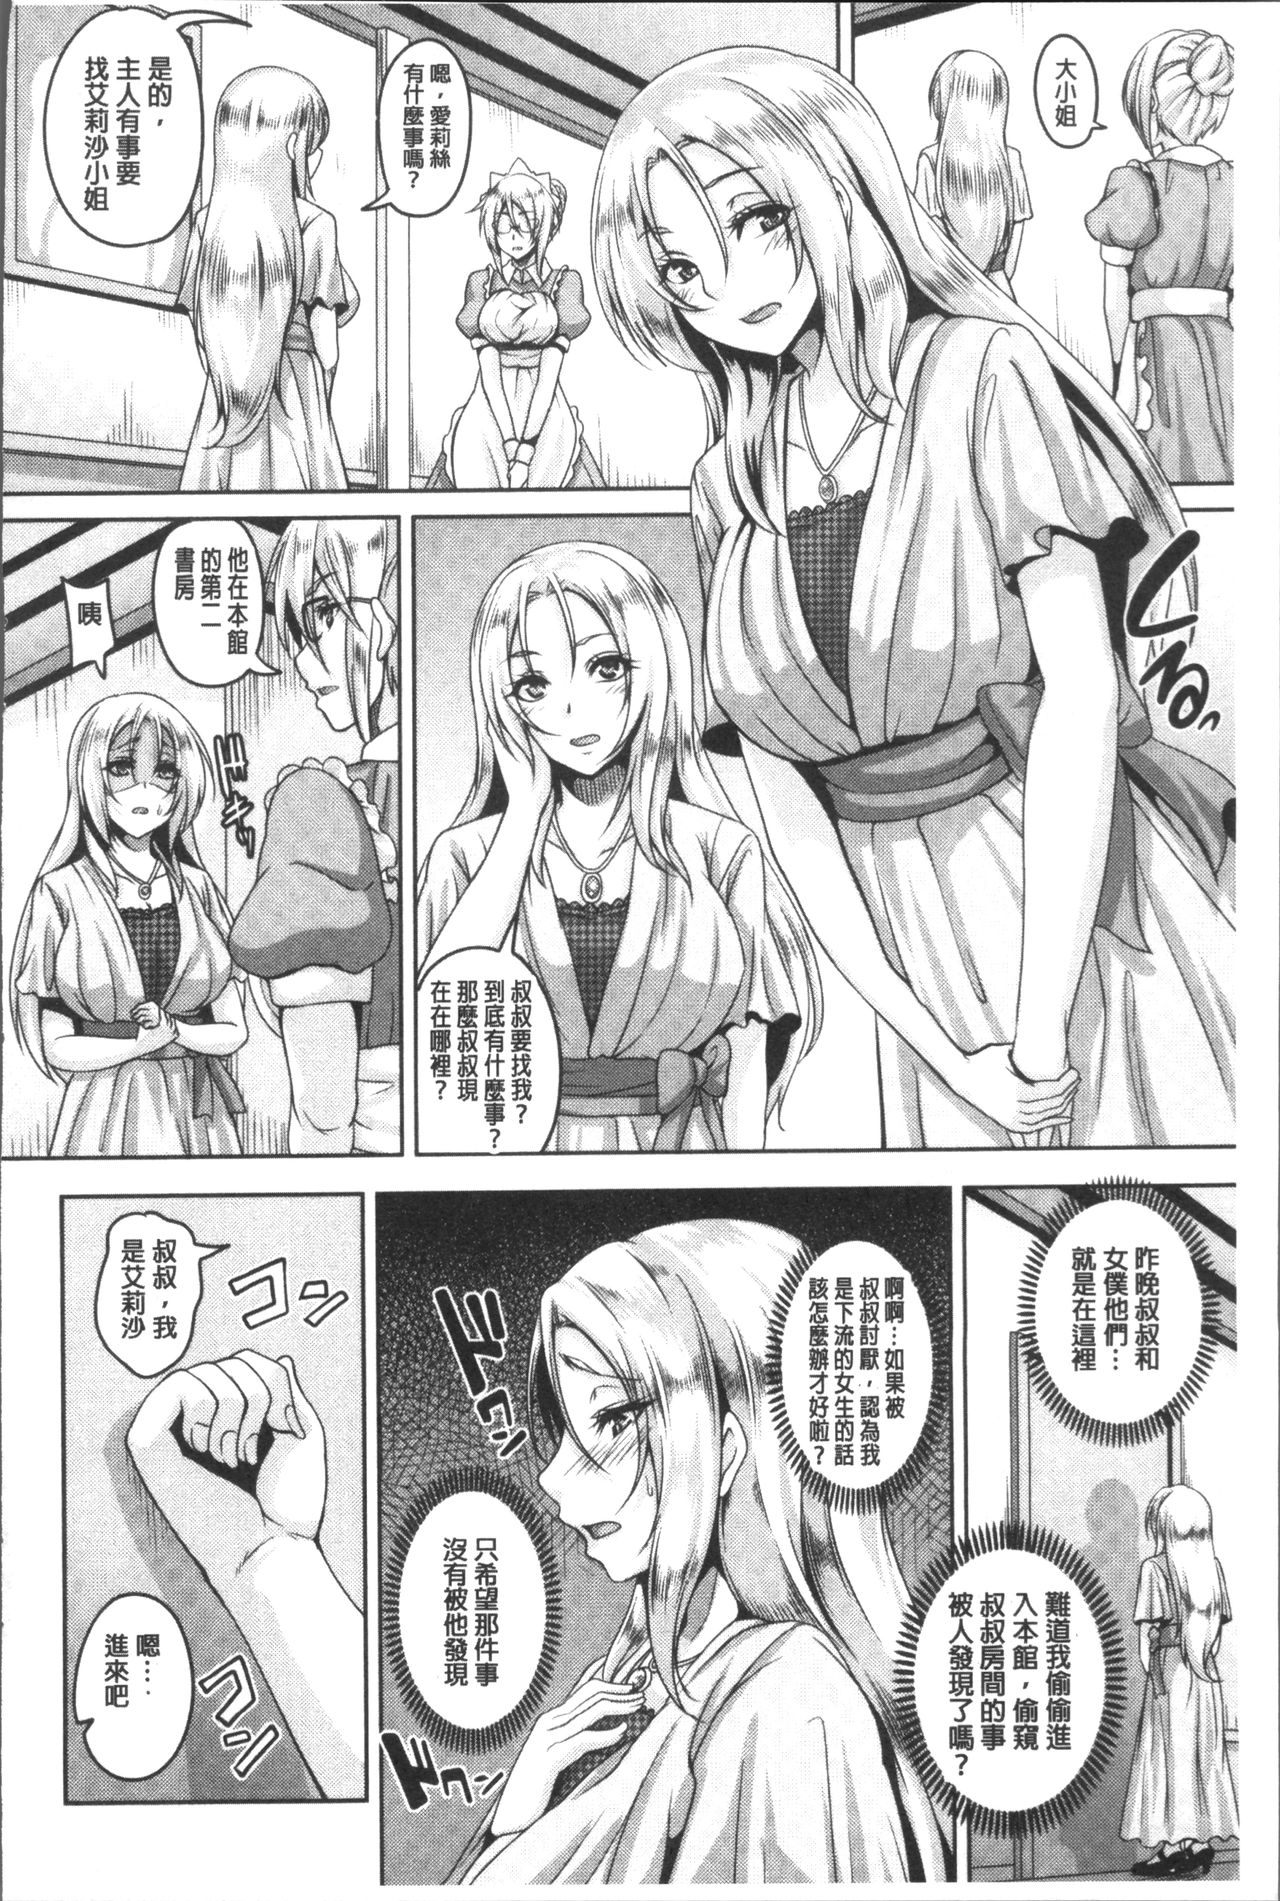 大小姐
嗯，愛莉絲
有什麼事嗎？
是的，
主人有事要
找艾莉沙小姐
くるっ
叔叔要找我？
到底有什麼事？
那麼叔叔現
在在哪裡？
他在本館
的第二
書房
咦
ドキッ
昨晚叔叔和
女僕他們…
就是在這裡
難道我偷偷進
入本館，偷窺
叔叔房間的事
被人發現了嗎？
啊啊…如果被
叔叔討厭，認為我
是下流的女生的話
該怎麼辦才好啦？
ドクン
只希望那件事
沒有被他發現
ドクン
コン
叔叔，我
是艾莉沙
コン
嗯…
進來吧